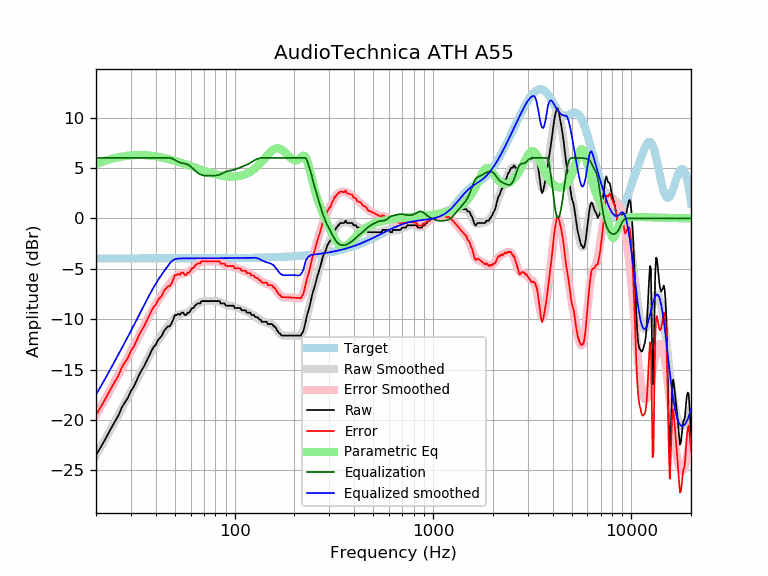 AudioTechnica ATH A55
Amplitude (dBr)
10
5
0
−5
−10
−15
−20
−25
Target
Raw Smoothed
Error Smoothed
Raw
Error
Parametric Eq
Equalization
Equalized smoothed
100 1000 10000
Frequency (Hz)